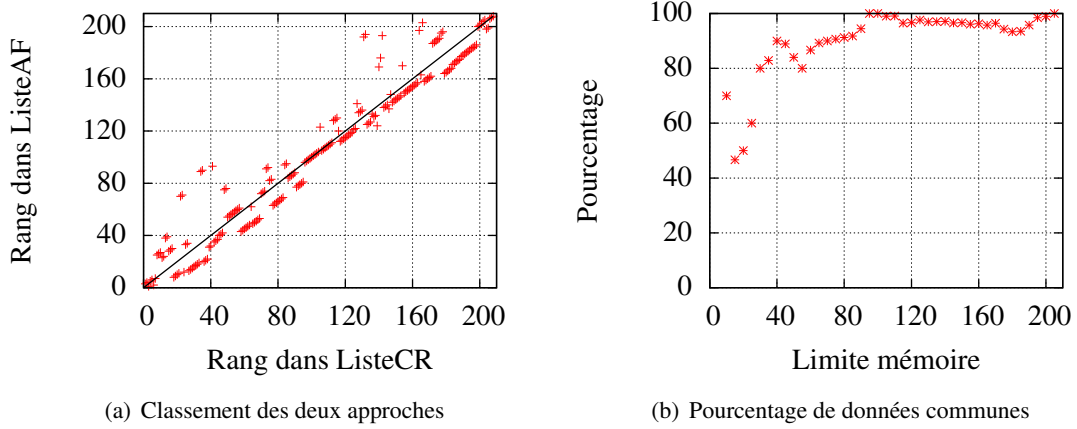 Rang dans ListeAF
200
160
120
80
40
0
0 40 80 120 160 200
Rang dans ListeCR
(a) Classement des deux approches
Pourcentage
100
80
60
40
20
0
0 40 80 120 160 200
Limite mémoire
(b) Pourcentage de données communes